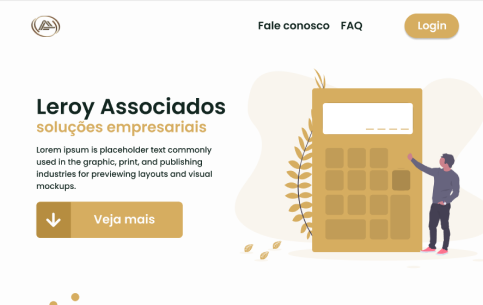 Fale conosco FAQ Login
Leroy Associados
soluções empresariais
Lorem ipsum is placeholder text commonly
used in the graphic, print, and publishing
industries for previewing layouts and visual
mockups.
Veja mais